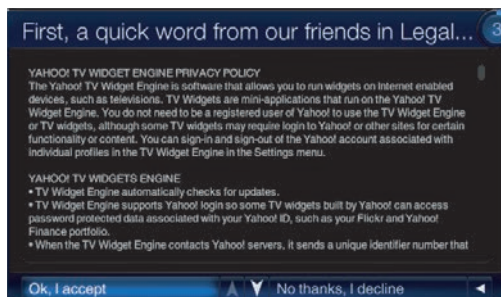 First, a quick word from our friends in Legal...
3
YAHOO! TV WIDGET ENGINE PRIVACY POLICY
The Yahoo! TV Widget Engine is software that allows you to run widgets on Internet enabled
devices, such as televisions. TV Widgets are mini-applications that run on the Yahoo! TV
Widget Engine. You do not need to be a registered user of Yahoo! to use the TV Widget Engine
or TV widgets, although some TV widgets may require login to Yahoo! or other sites for certain
functionality or content. You can sign-in and sign-out of the Yahoo! account associated with
individual profiles in the TV Widget Engine in the Settings menu.
YAHOO! TV WIDGETS ENGINE
• TV Widget Engine automatically checks for updates.
• TV Widget Engine supports Yahoo! login so some TV widgets built by Yahoo! can access
password protected data associated with your Yahoo! ID, such as your Flickr and Yahoo!
Finance portfolio.
• When the TV Widget Engine contacts Yahoo! servers, it sends a unique identifier number that
Ok, I accept
No thanks, I decline